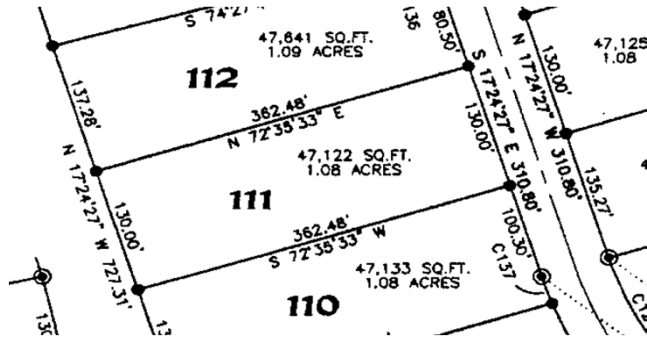 S 74°27'
136
80.50'
47,641 SQ.FT.
1.09 ACRES
112
137.28'
362.48'
N 72°35'33" E
S 17°24'27" E 310.80'
130.00'
N 17°24'27" W 310.80'
130.00'
47,125
1.08
135.27'
47,122 SQ.FT.
1.08 ACRES
111
N 17°24'27" W 727.31'
130.00'
362.48'
S 72°35'33" W
100.30'
C137
47,133 SQ.FT.
1.08 ACRES
110